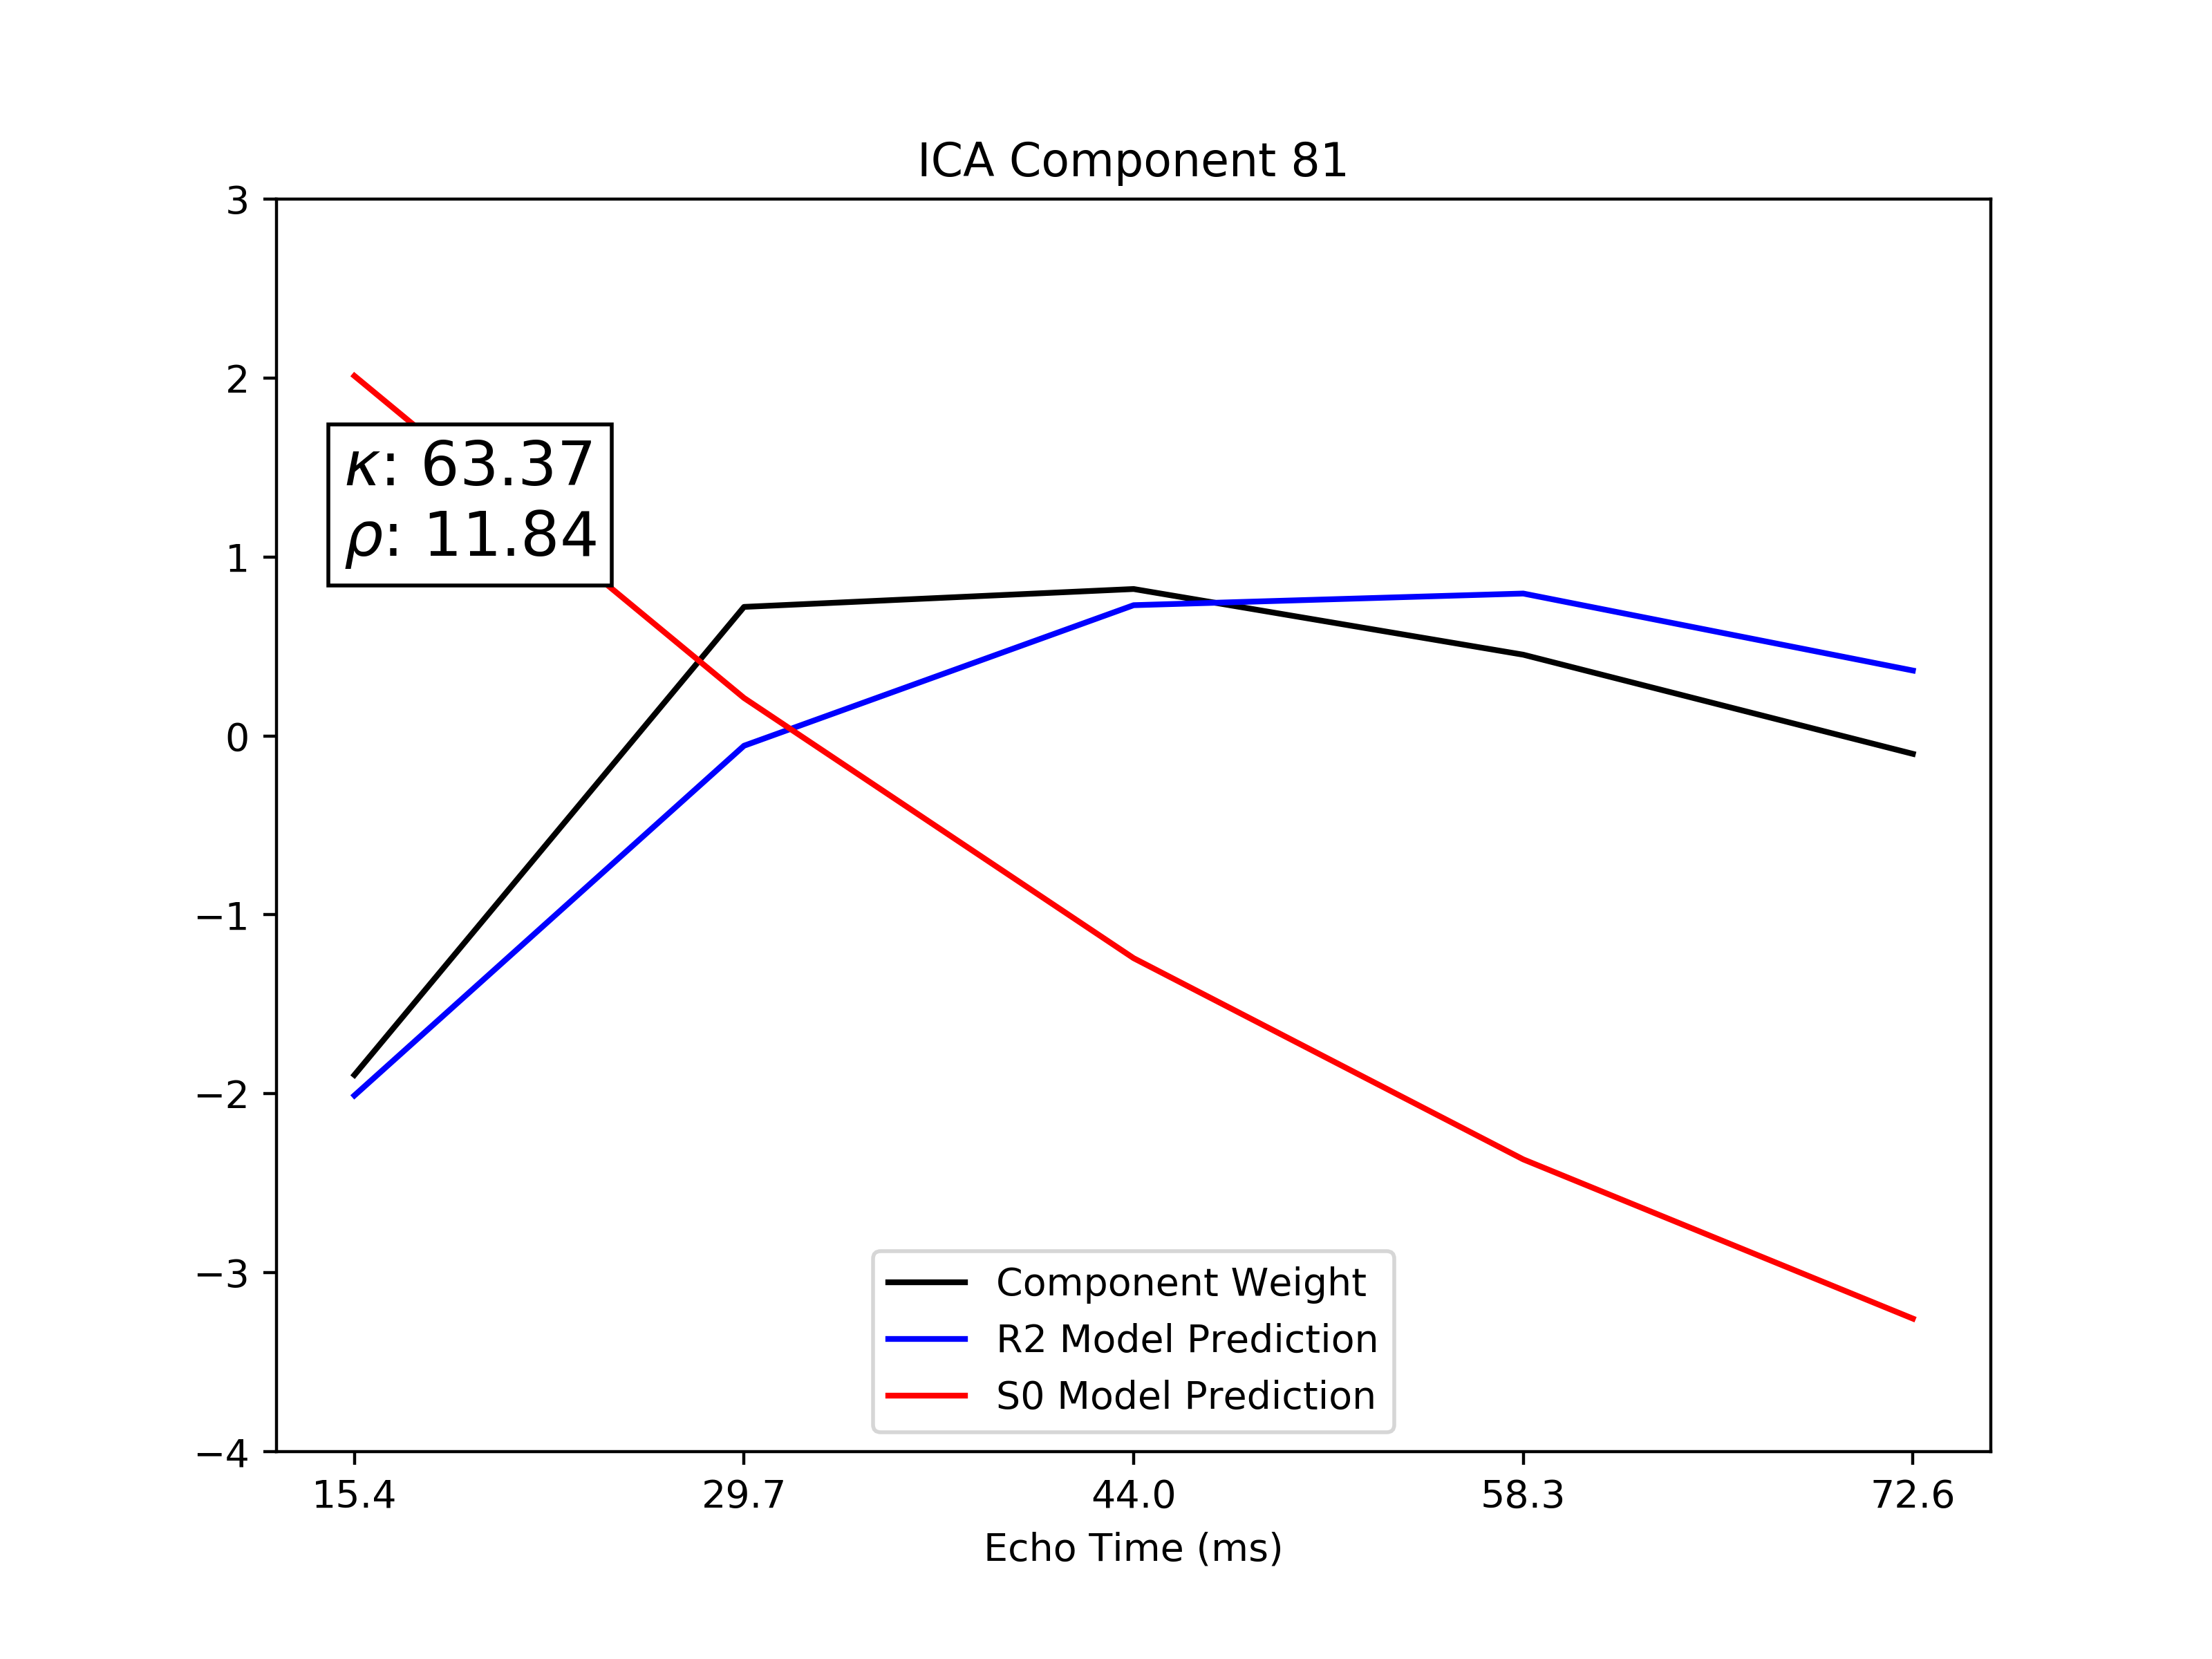 ICA Component 81
3
2
1
0
−1
−2
−3
−4
κ: 63.37
ρ: 11.84
Component Weight
R2 Model Prediction
S0 Model Prediction
15.4 29.7 44.0 58.3 72.6
Echo Time (ms)